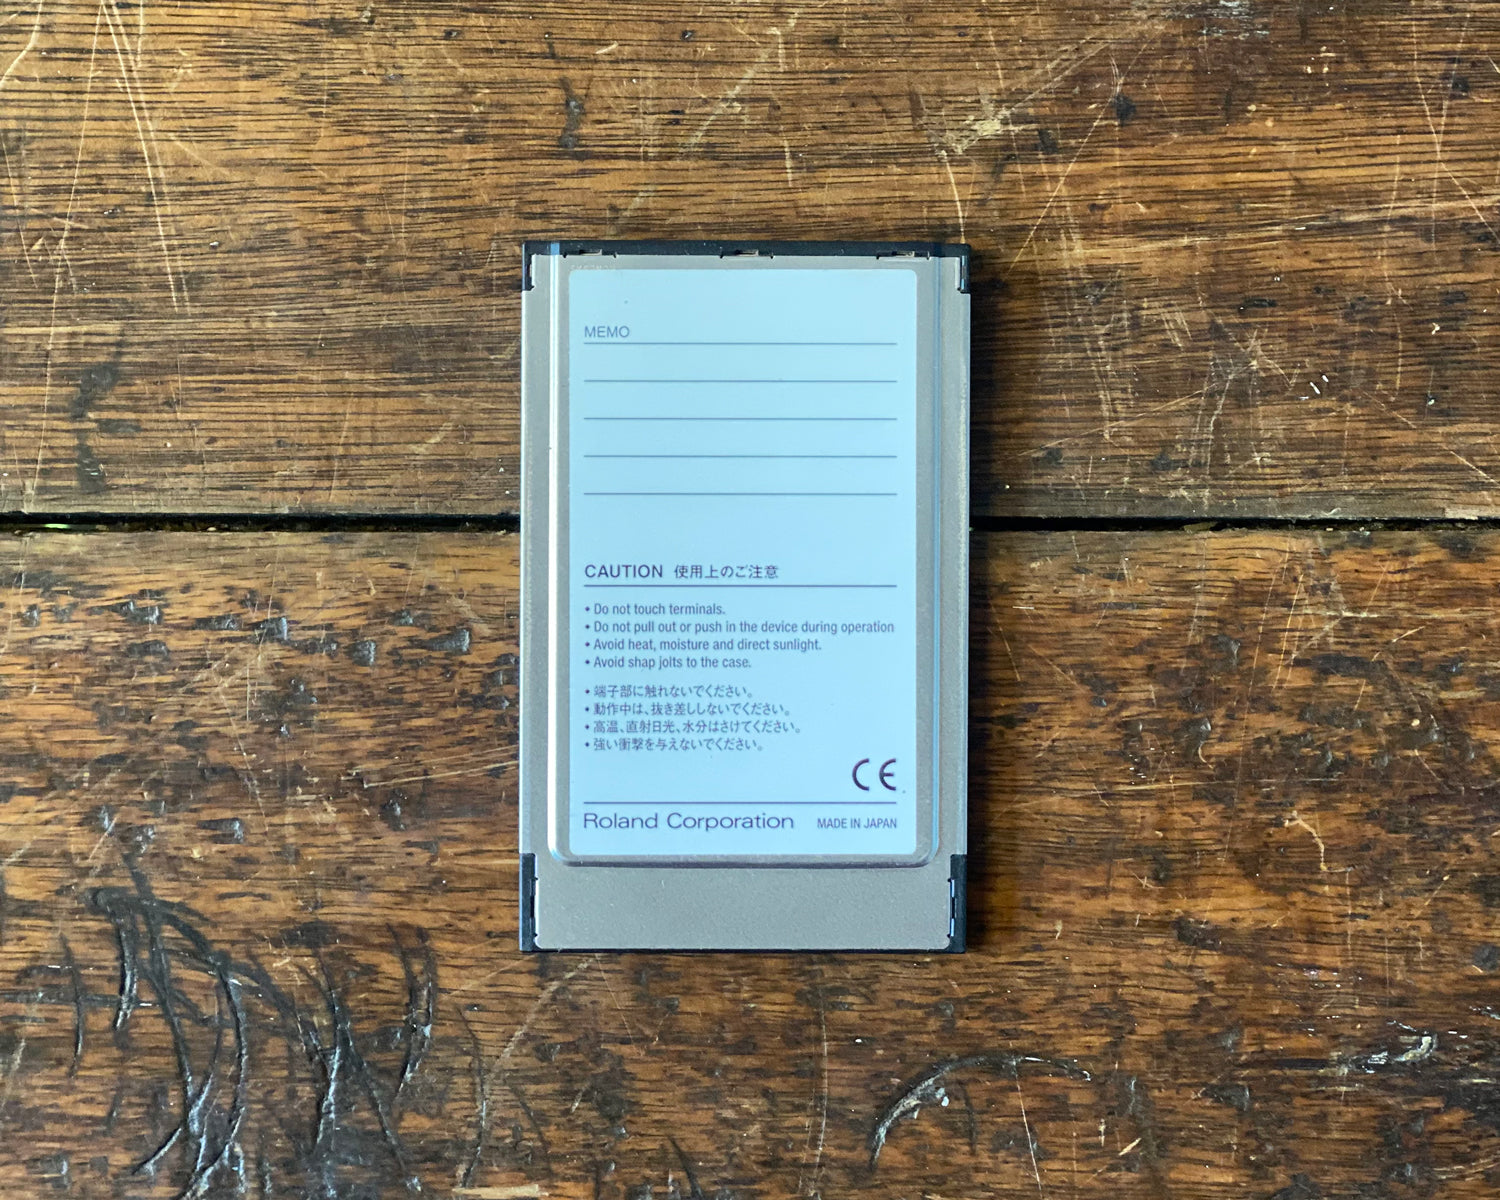 MEMO
CAUTION 使用上のご注意
• Do not touch terminals.
• Do not pull out or push in the device during operation
• Avoid heat, moisture and direct sunlight.
• Avoid shap jolts to the case.
• 端子部に触れないでください。
• 動作中は、抜き差ししないでください。
• 高温、直射日光、水分はさけてください。
• 強い衝撃を与えないでください。
CE
Roland Corporation MADE IN JAPAN